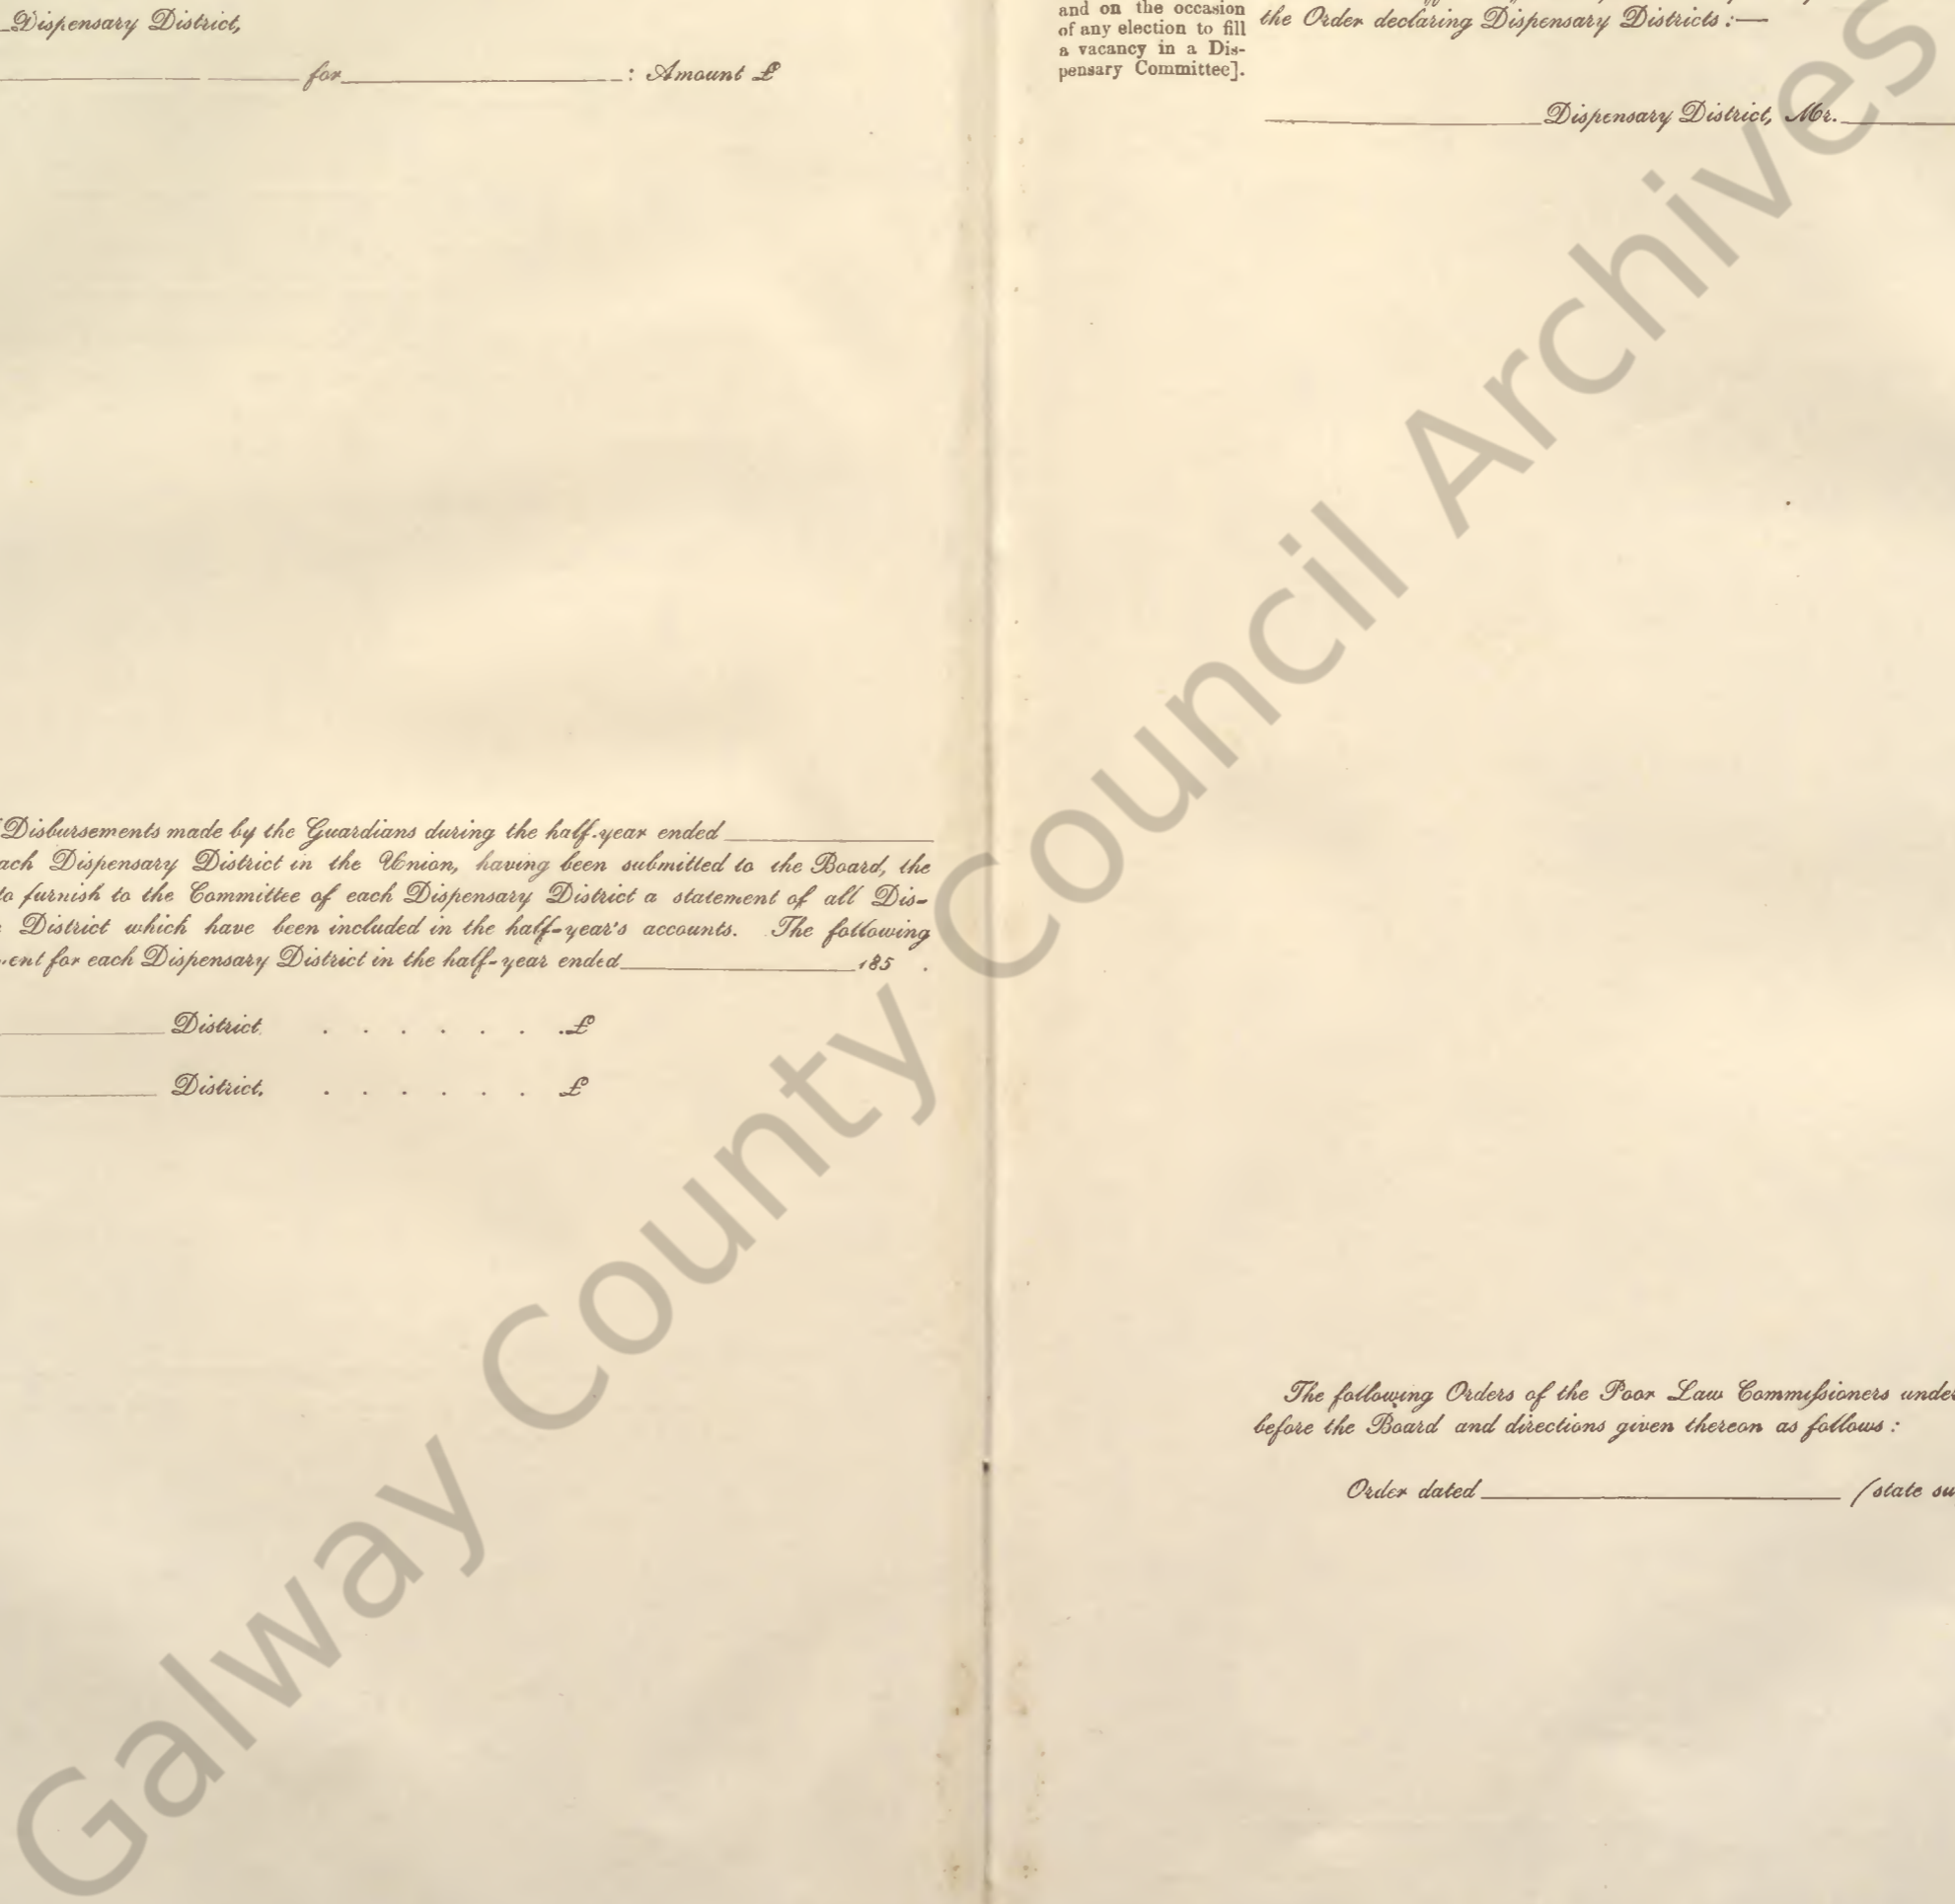 Dispensary District,
for : Amount £
Disbursements made by the Guardians during the half-year ended
Dispensary District in the Union, having been submitted to the Board, the
to furnish to the Committee of each Dispensary District a statement of all Dis-
District which have been included in the half-year's accounts. The following
for each Dispensary District in the half-year ended 185 .
District . . . . . . . £
District. . . . . . . £
and on the occasion
of any election to fill
a vacancy in a Dis-
pensary Committee].
the Order declaring Dispensary Districts :—
Dispensary District, Mr.
The following Orders of the Poor Law Commissioners under
before the Board and directions given thereon as follows :
Order dated (state
Galway County Council Archives